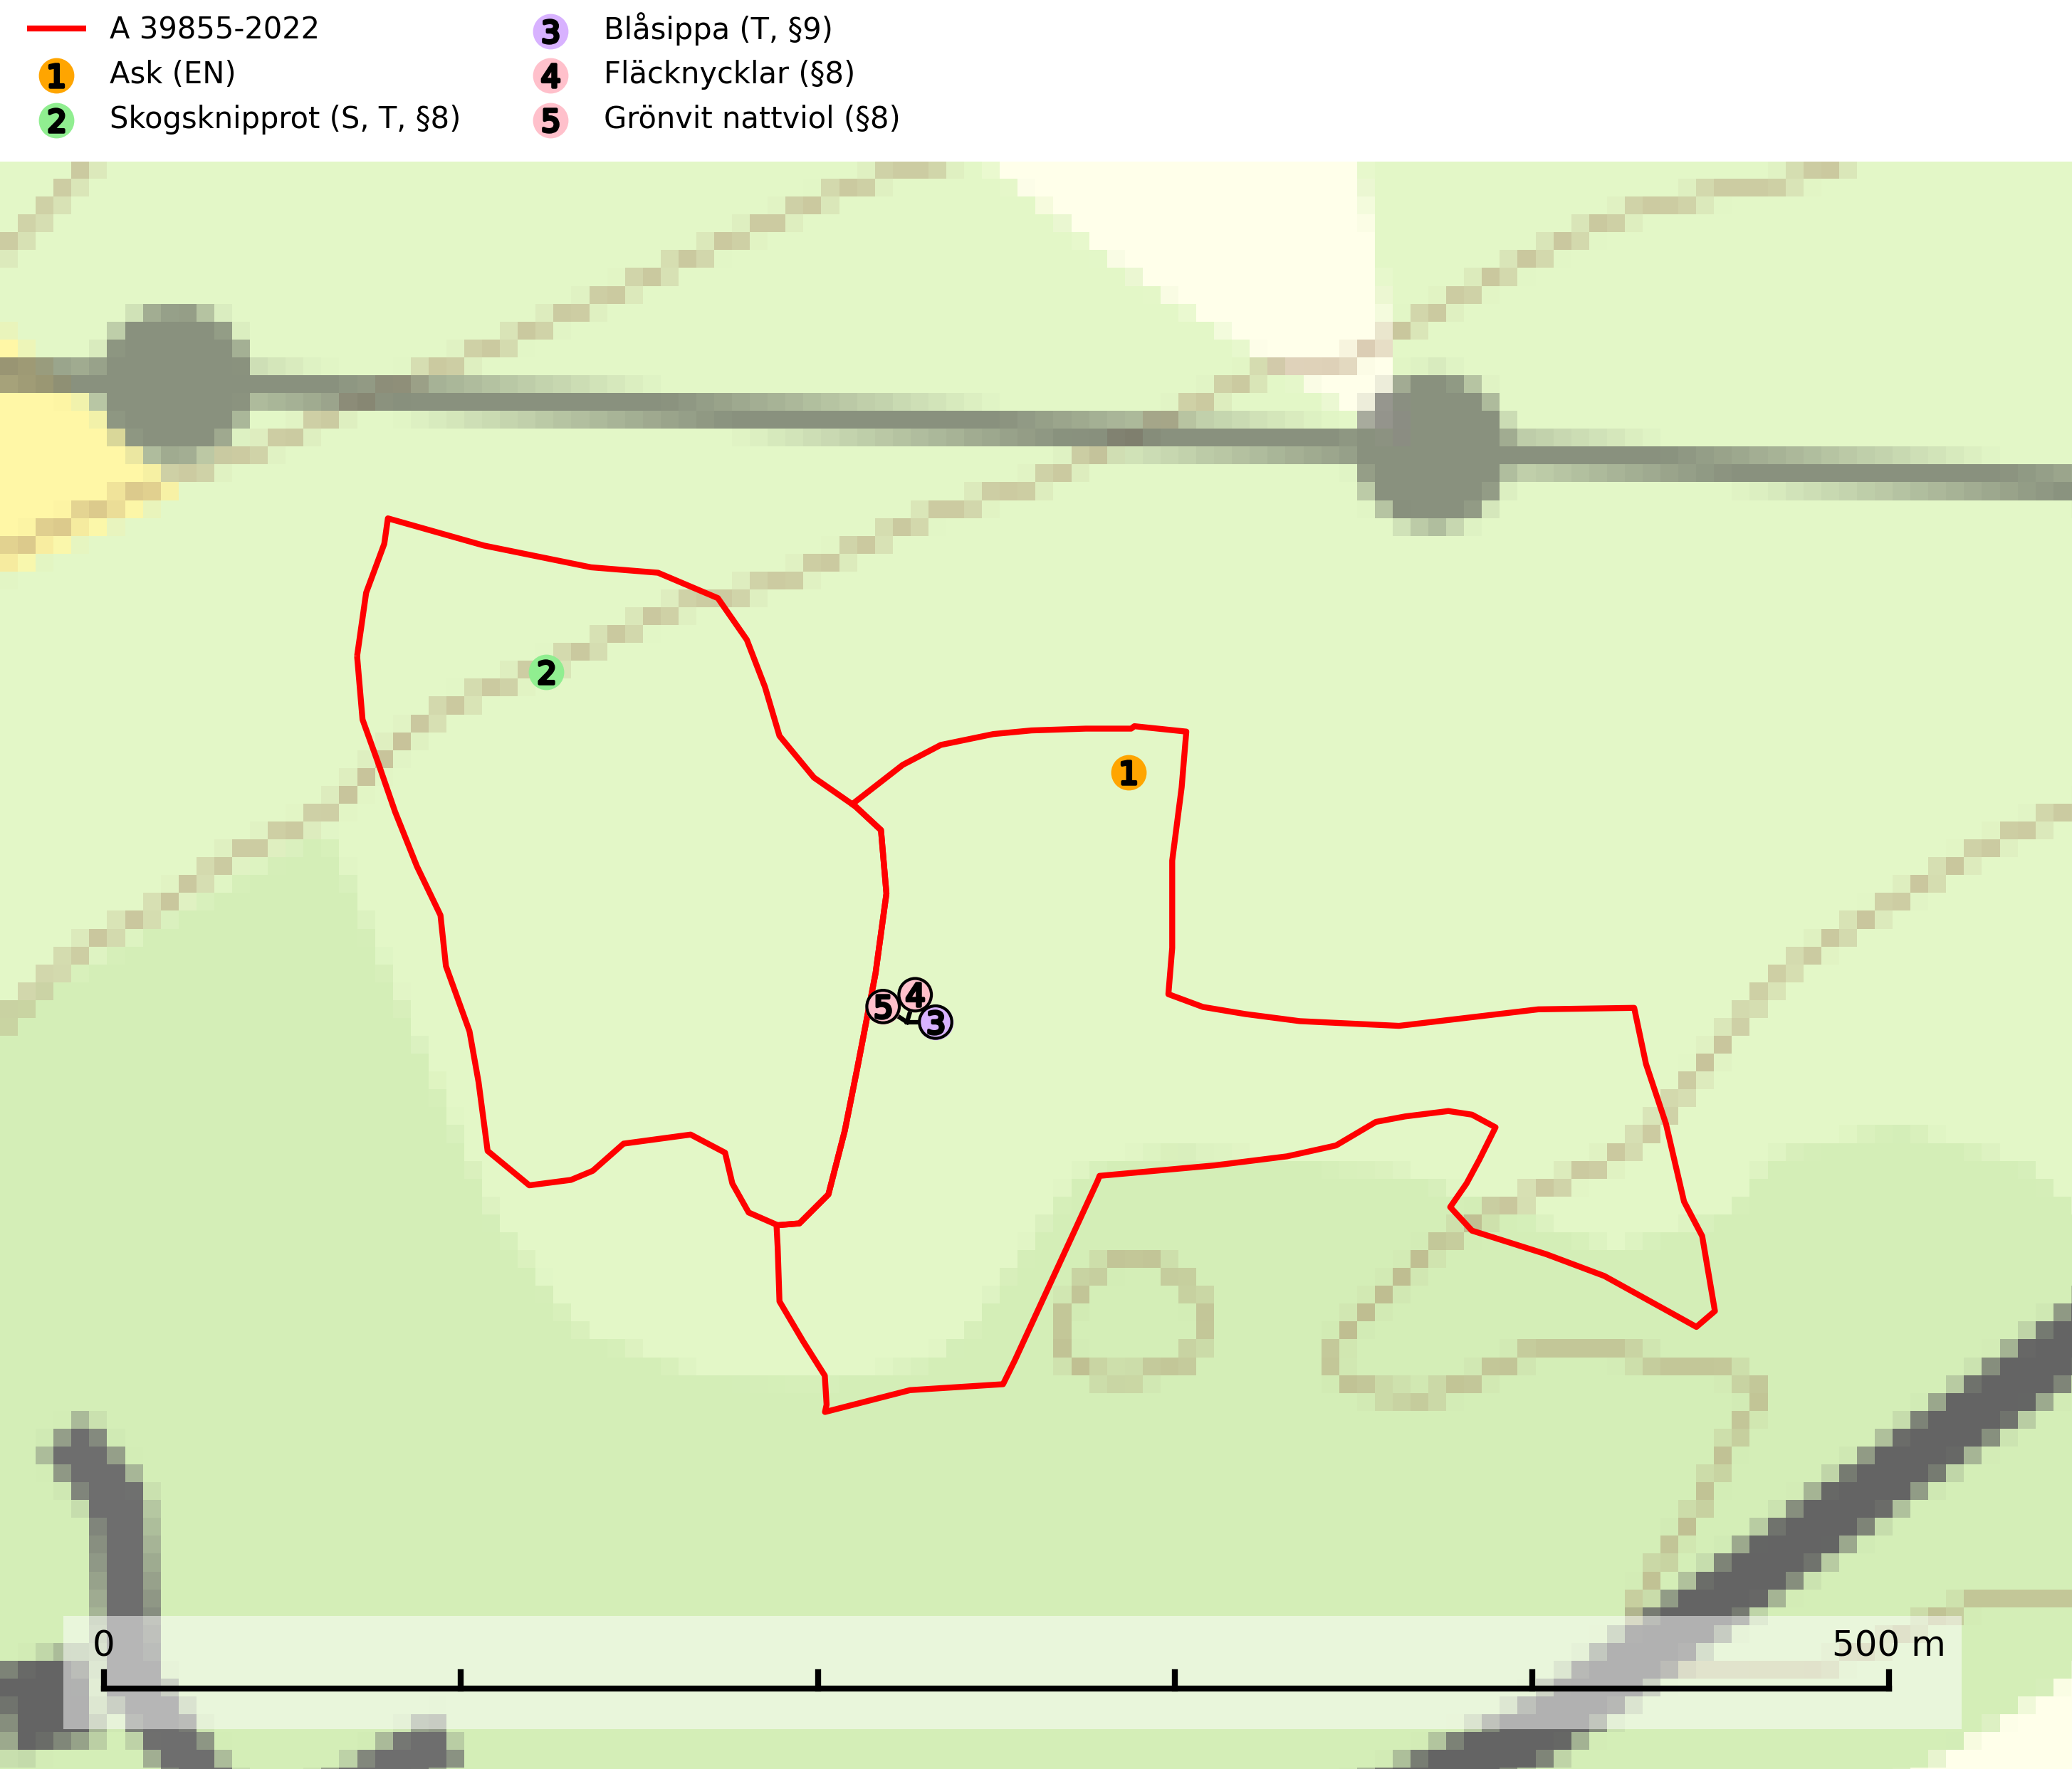 A 39855-2022
1 Ask (EN)
2 Skogsknipprot (S, T, §8)
3 Blåsippa (T, §9)
4 Fläcknycklar (§8)
5 Grönvit nattviol (§8)
2
1
5 4 3
0 500 m